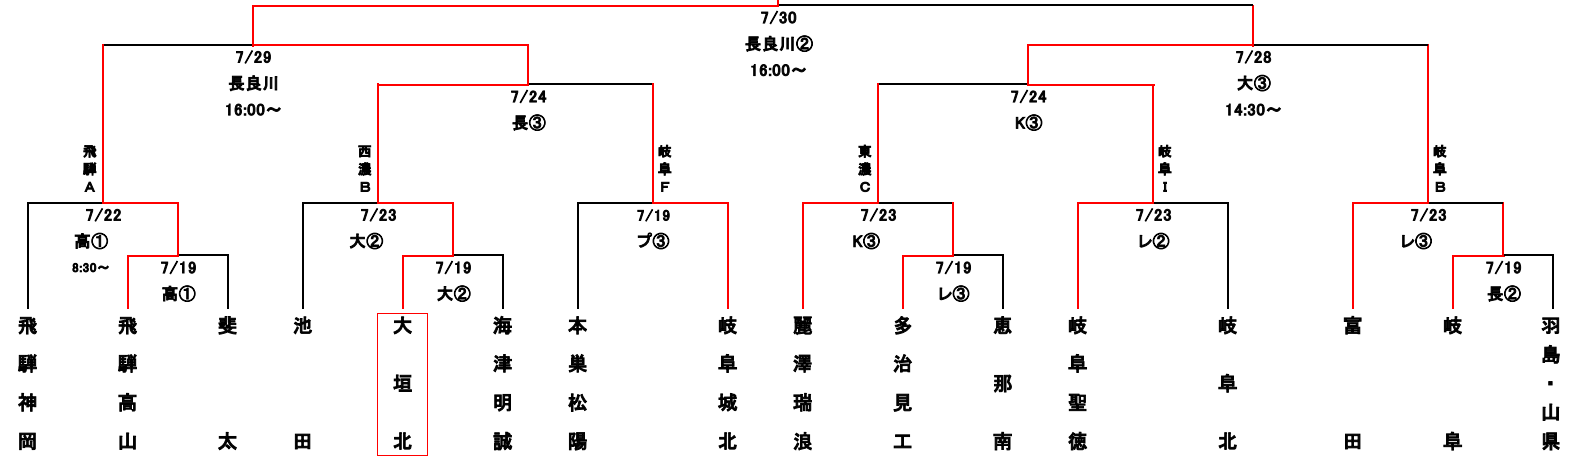 7/30
長良川②
16:00～
7/29
長良川
16:00～
7/28
大③
14:30～
7/24
長③
7/24
K③
飛騨A
西濃B
岐阜F
東濃C
岐阜I
岐阜B
7/22
高①
8:30～
7/23
大②
7/19
プ③
7/23
K③
7/23
レ②
7/23
レ③
7/19
高①
7/19
大②
7/19
レ③
7/19
長②
飛騨神岡
飛騨高山
斐太
池田
大垣北
海津明誠
本巣松陽
岐阜城北
麗澤瑞浪
多治見工
恵那南
岐阜聖徳
岐阜北
富田
岐阜
羽島・山県